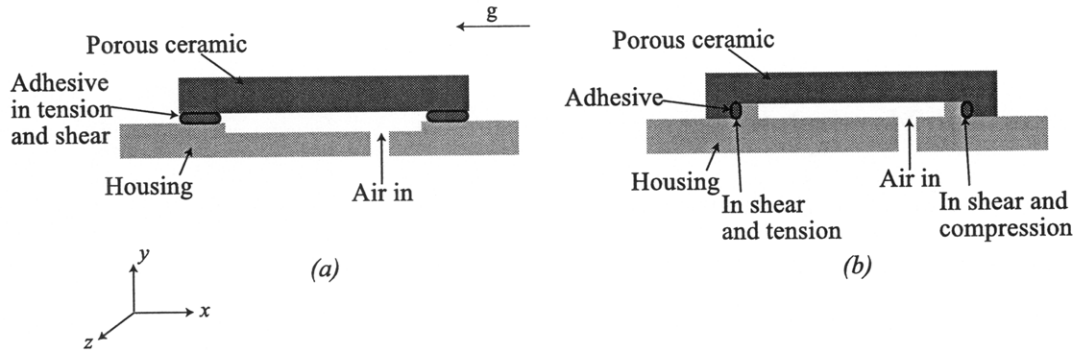 g
Porous ceramic
Adhesive
in tension
and shear
Housing
Air in
(a)
Porous ceramic
Adhesive
Housing
Air in
In shear
and tension
In shear and
compression
(b)
y
x
z